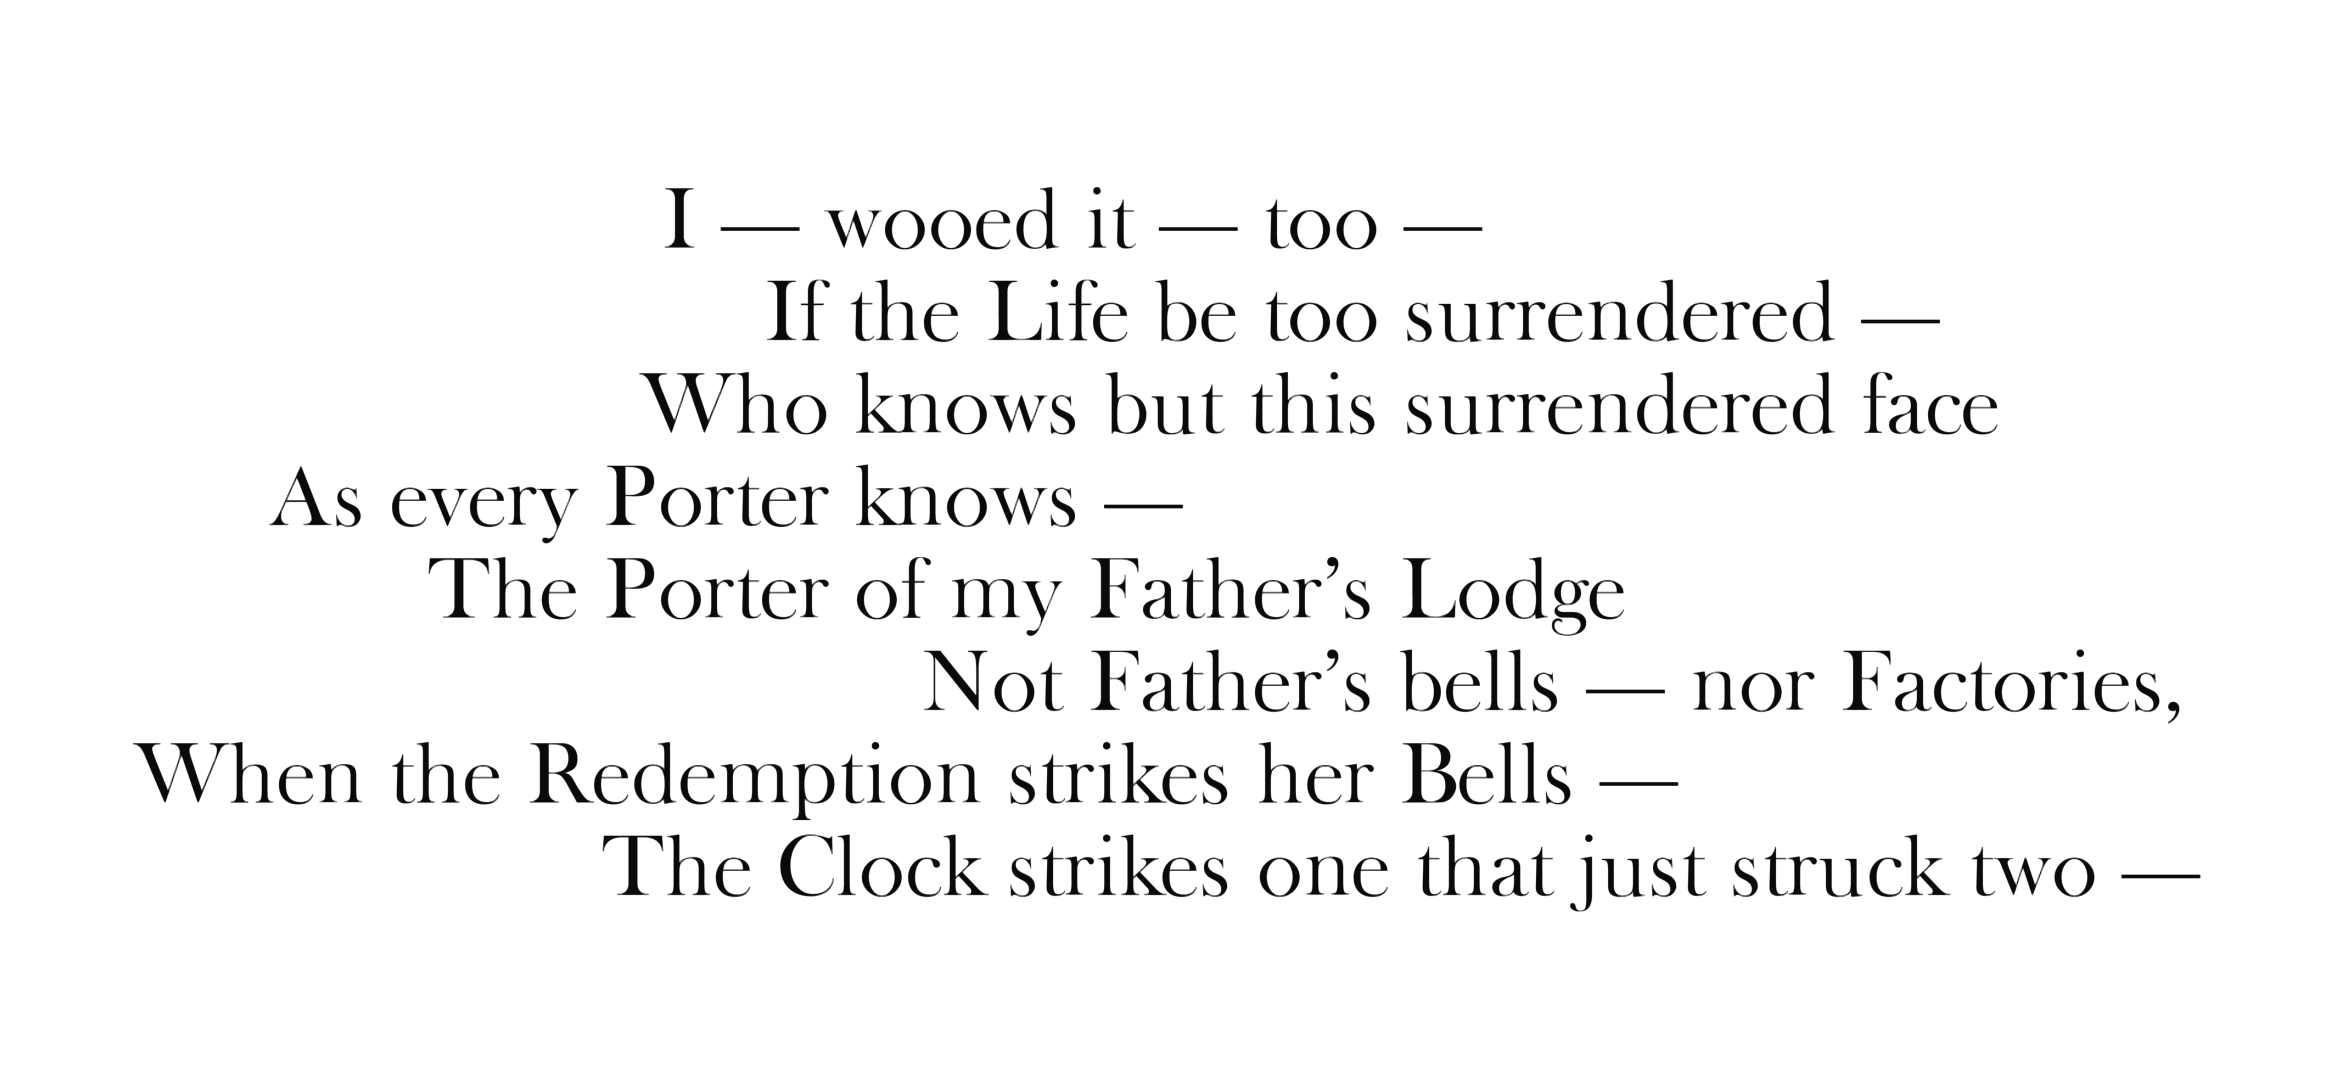 I — wooed it — too —
If the Life be too surrendered —
Who knows but this surrendered face
As every Porter knows —
The Porter of my Father’s Lodge
Not Father’s bells — nor Factories,
When the Redemption strikes her Bells —
The Clock strikes one that just struck two —